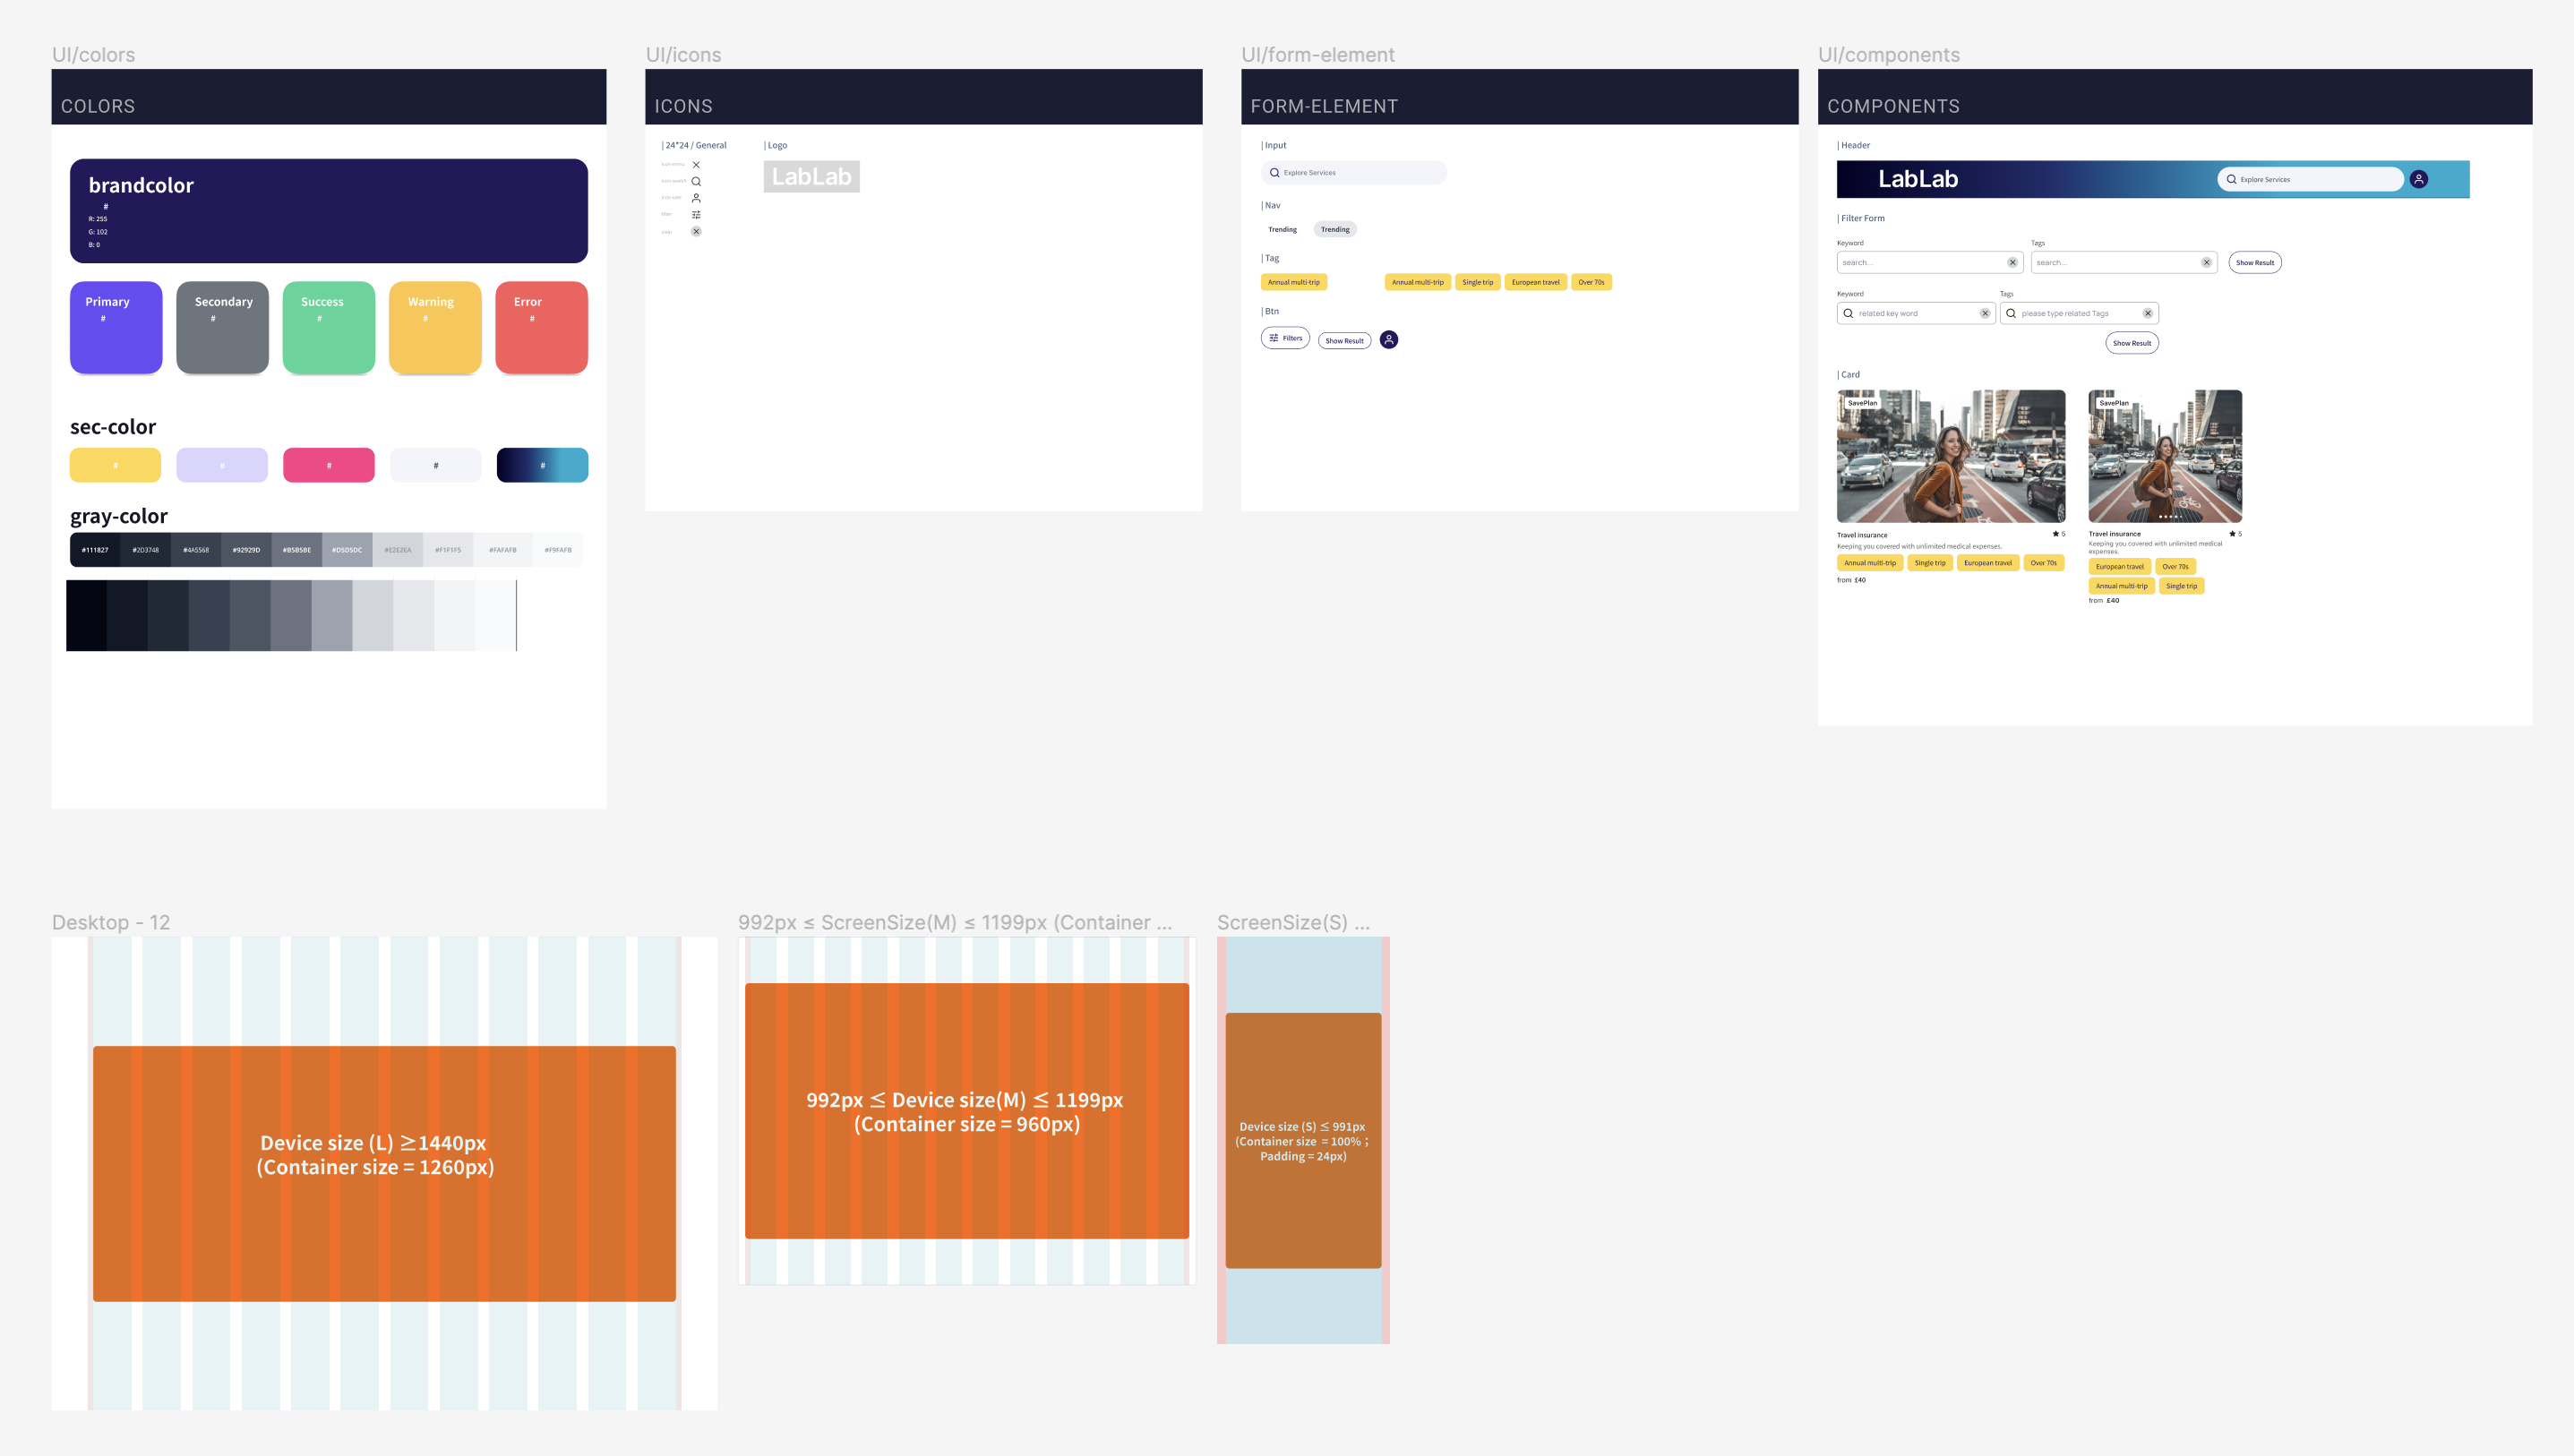 UI/colors
COLORS
brandcolor
#
R: 255
G: 102
B: 0
Primary
#
Secondary
#
Success
#
Warning
#
Error
#
sec-color
#
#
#
#
#
gray-color
#111827 #2D3748 #4A5568 #92929D #B5B5BE #D5D5DC #E2E2EA #F1F1F5 #FAFAFB #F9FAFB
UI/icons
ICONS
| 24*24 / General
| Logo
LabLab
UI/form-element
FORM-ELEMENT
| Input
Explore Services
| Nav
Trending Trending
| Tag
Annual multi-trip Annual multi-trip Single trip European travel Over 70s
| Btn
Filters Show Result
UI/components
COMPONENTS
| Header
LabLab Explore Services
| Filter Form
Keyword Tags
search... search... Show Result
Keyword Tags
related key word please type related Tags
Show Result
| Card
SavePlan
Travel insurance ★ 5
Keeping you covered with unlimited medical expenses.
Annual multi-trip Single trip European travel Over 70s
from £40
SavePlan
Travel insurance ★ 5
Keeping you covered with unlimited medical
expenses.
European travel Over 70s
Annual multi-trip Single trip
from £40
Desktop - 12
Device size (L) ≥1440px
(Container size = 1260px)
992px ≤ ScreenSize(M) ≤ 1199px (Container ...
992px ≤ Device size(M) ≤ 1199px
(Container size = 960px)
ScreenSize(S) ...
Device size (S) ≤ 991px
(Container size = 100% ;
Padding = 24px)